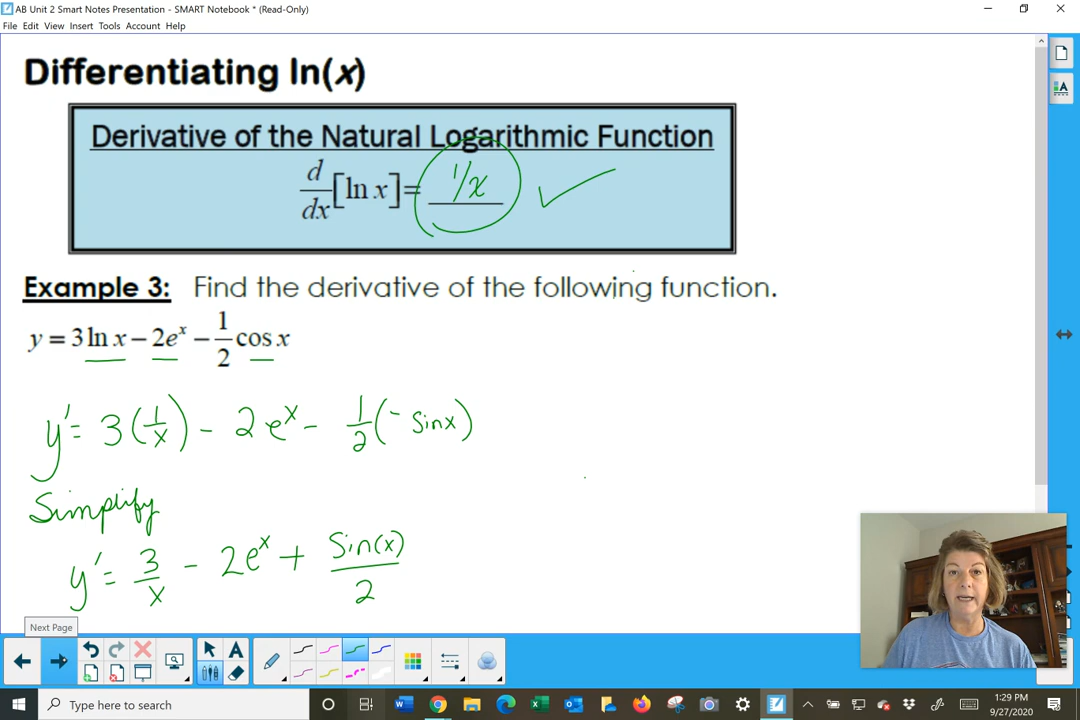 AB Unit 2 Smart Notes Presentation - SMART Notebook * (Read-Only)
File Edit View Insert Tools Account Help
Differentiating ln(x)
Derivative of the Natural Logarithmic Function
d/dx [ln x] = 1/x ✓
Example 3: Find the derivative of the following function.
y = 3 ln x − 2e^x − 1/2 cos x
y' = 3(1/x) − 2e^x − 1/2(− sin x)
Simplify
y' = 3/x − 2e^x + Sin(x)/2
Next Page
A
Type here to search
1:29 PM
9/27/2020